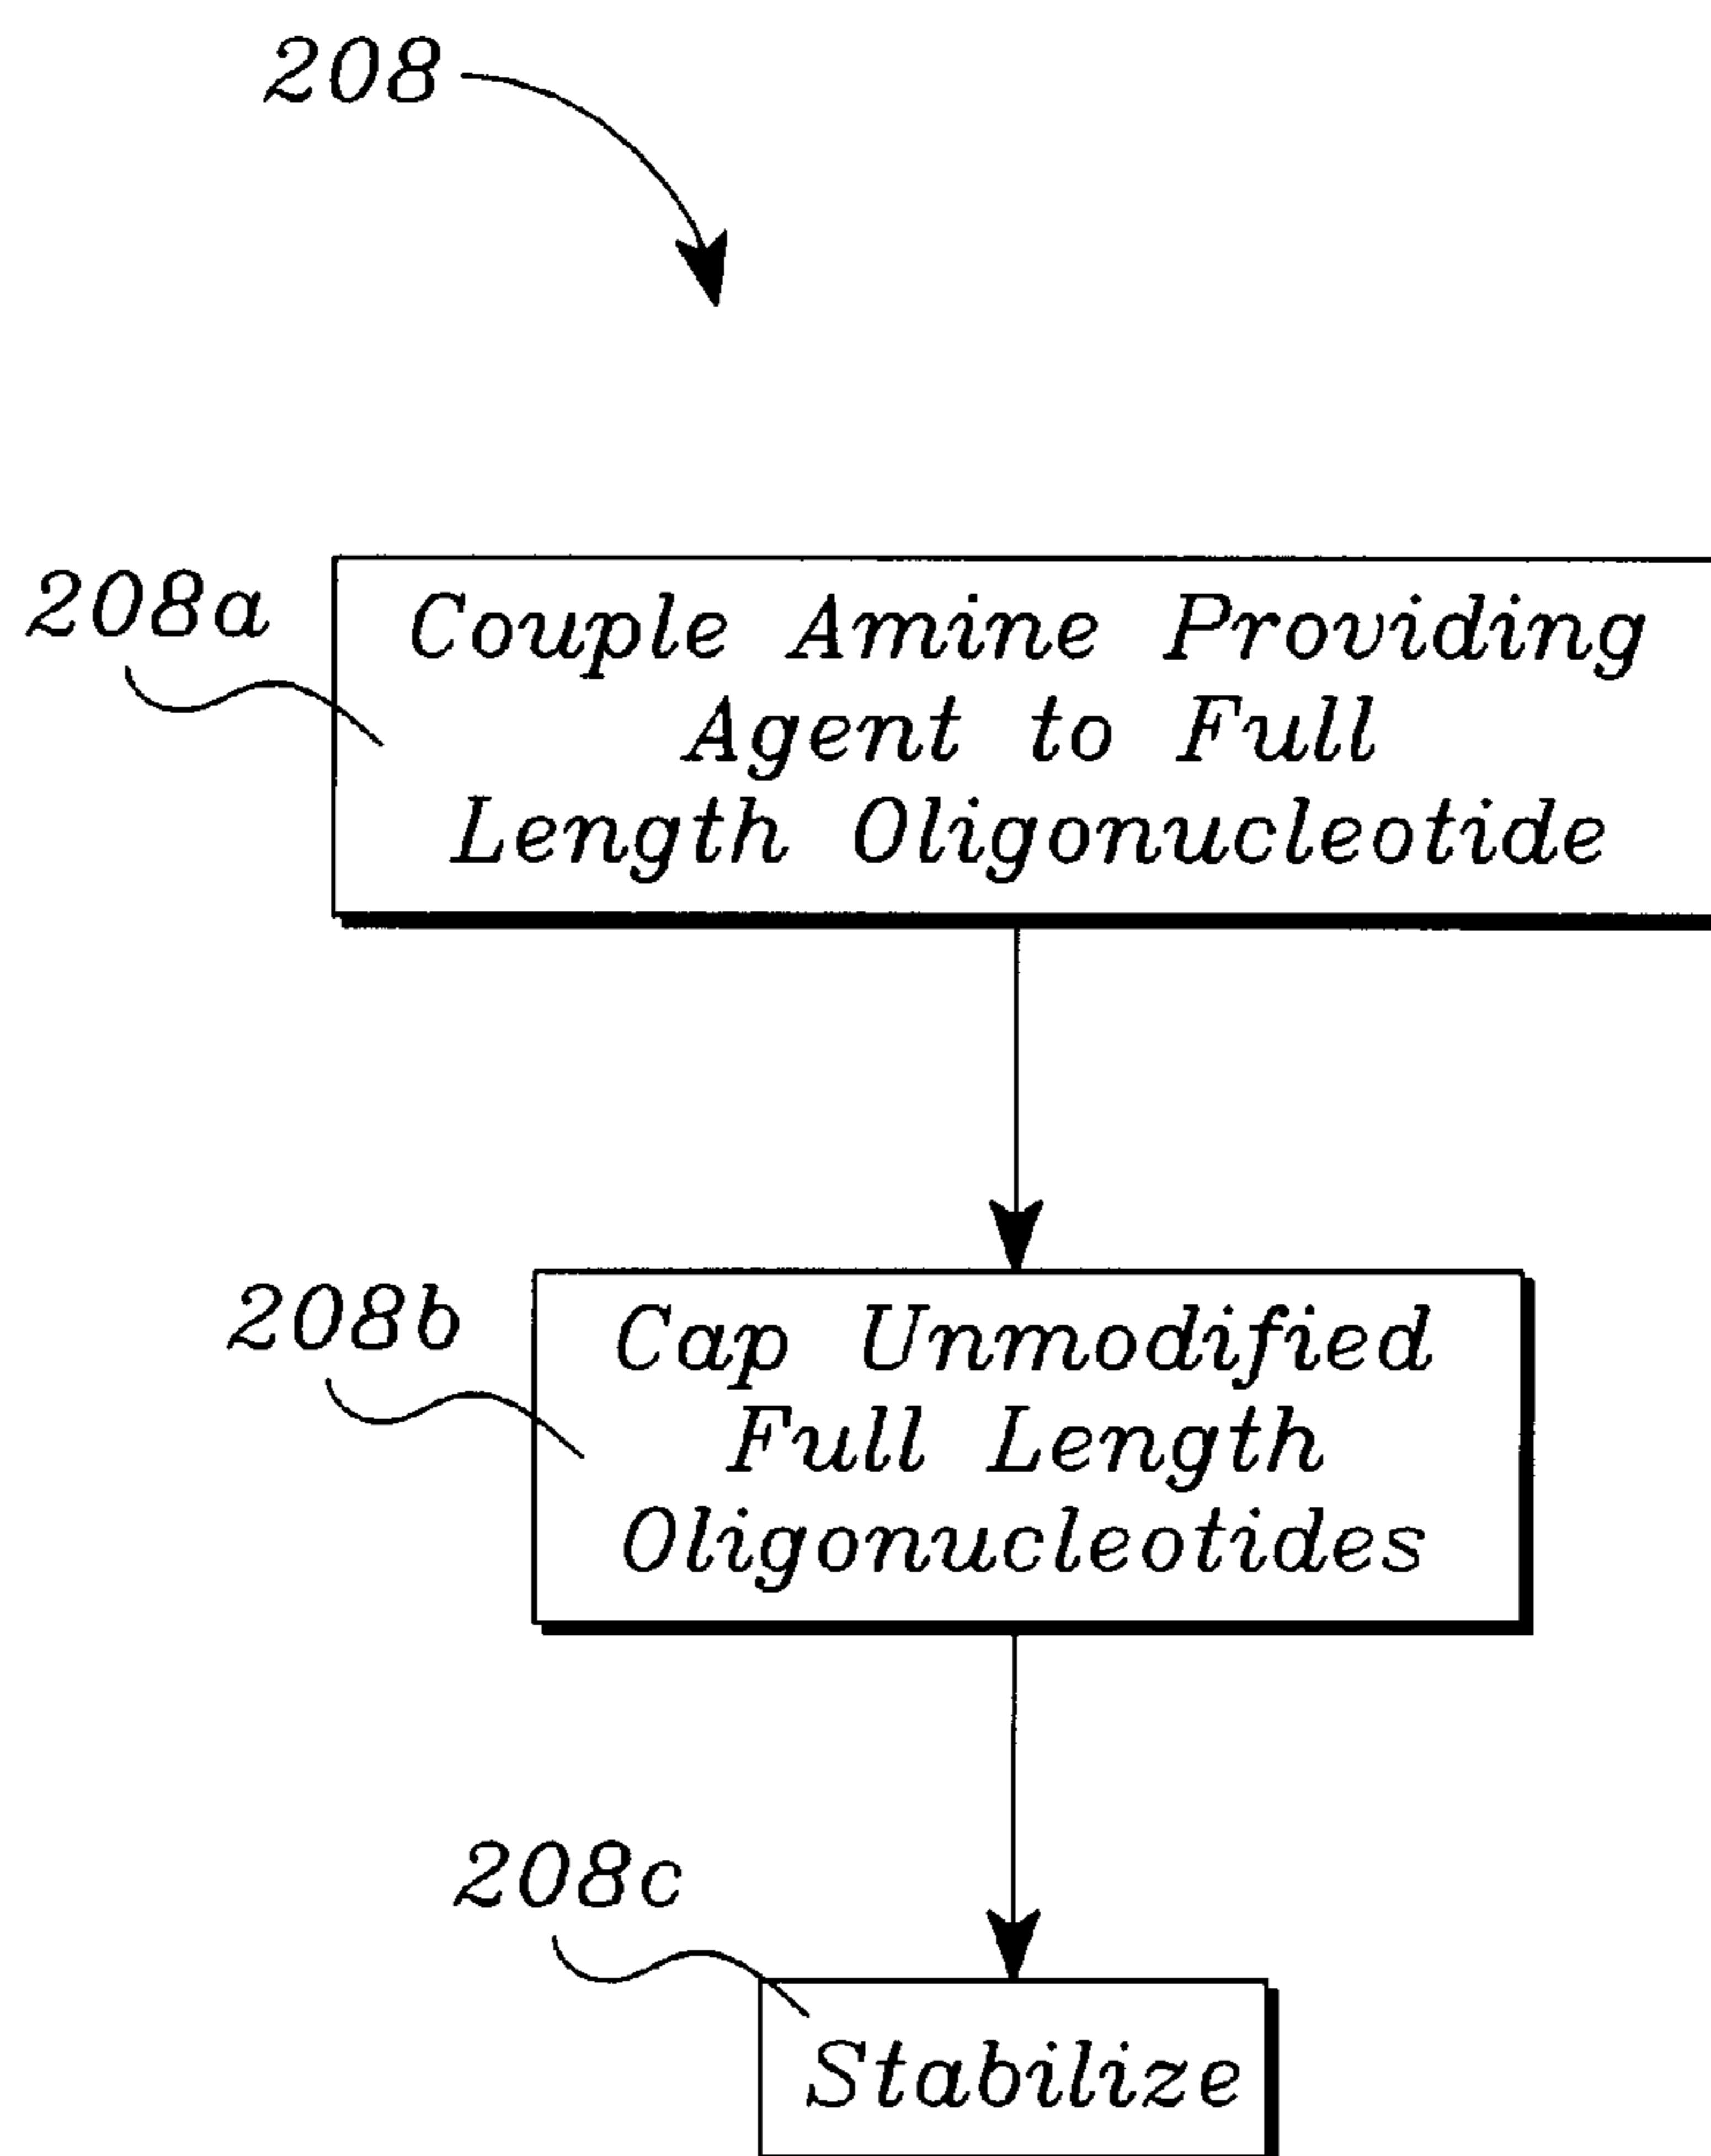 208
208a
Couple Amine Providing
Agent to Full
Length Oligonucleotide
208b
Cap Unmodified
Full Length
Oligonucleotides
208c
Stabilize